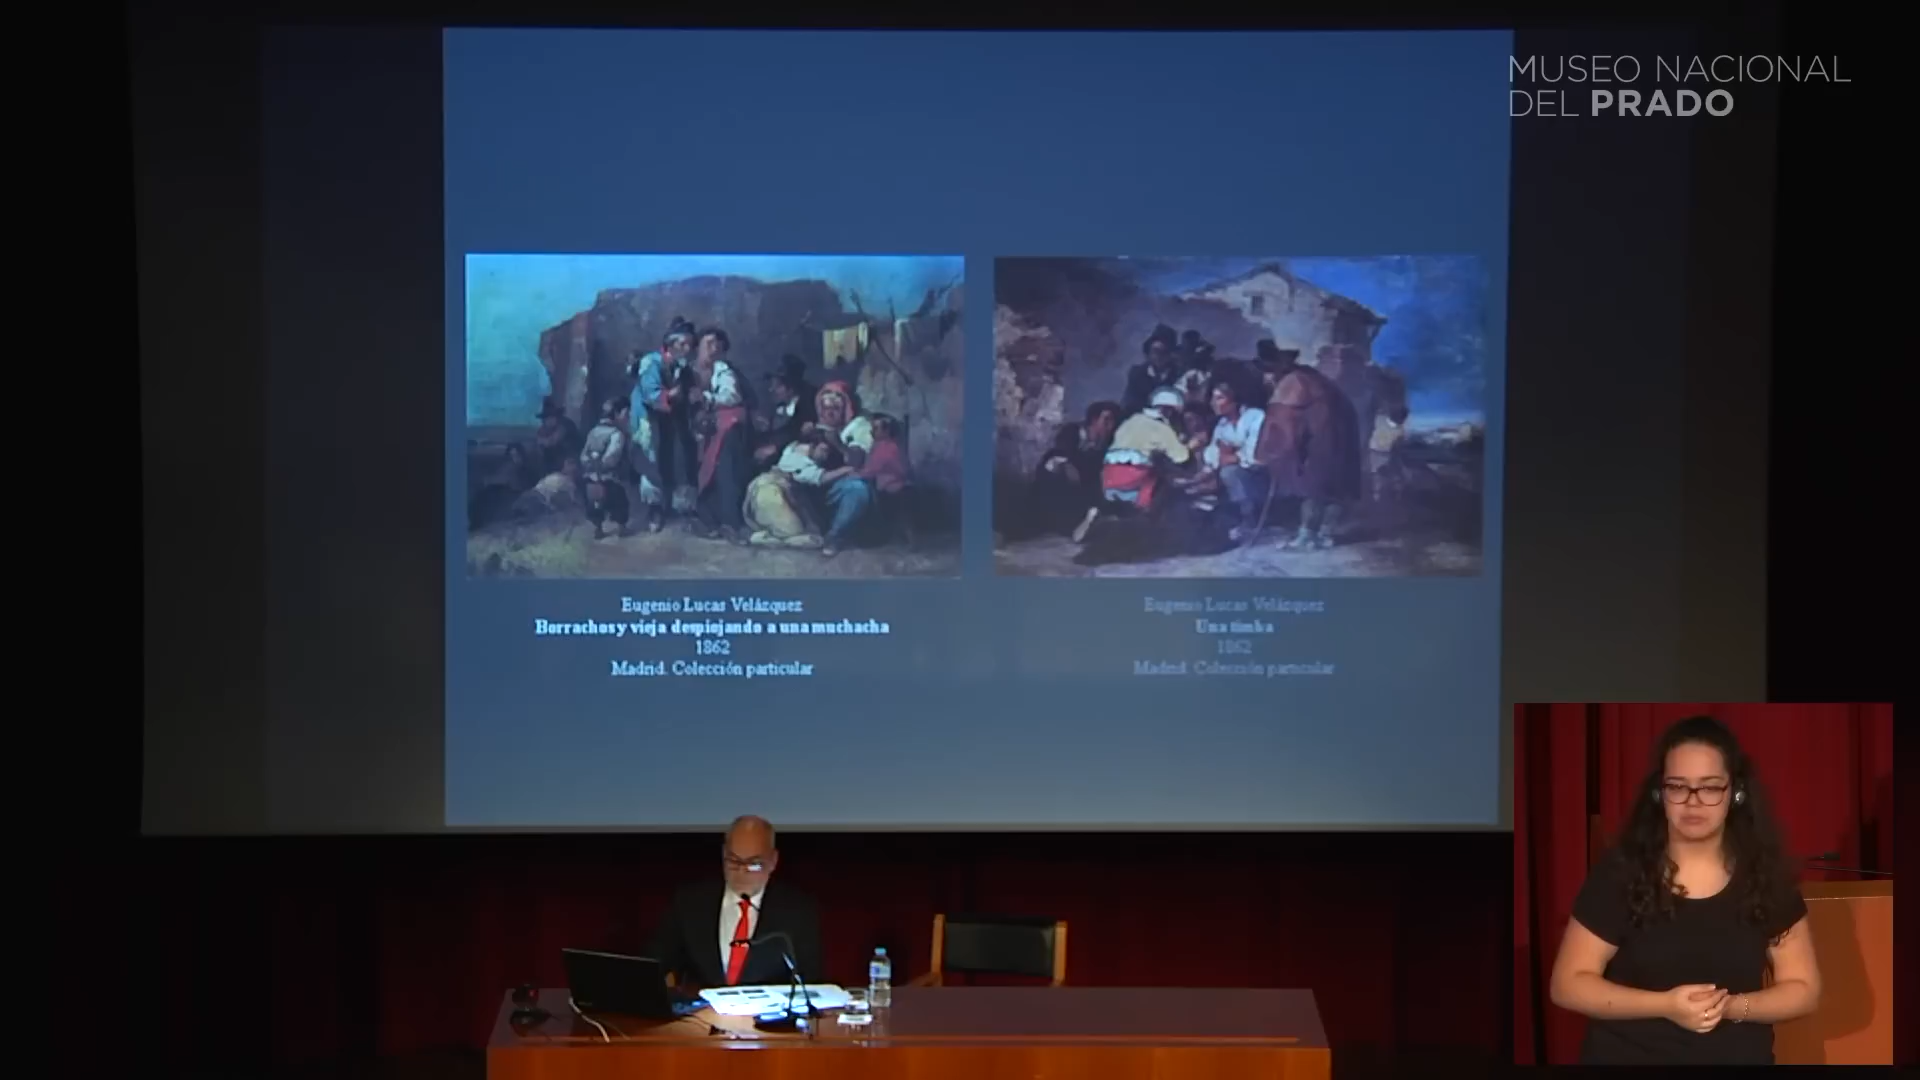 MUSEO NACIONAL
DEL PRADO
Eugenio Lucas Velázquez
Borrachos y vieja despiojando a una muchacha
1862
Madrid. Colección particular
Eugenio Lucas Velázquez
Una timba
1862
Madrid. Colección particular